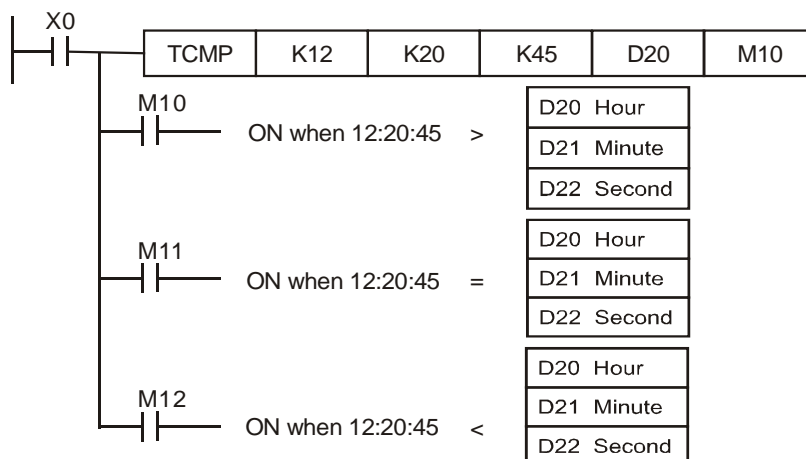 X0
TCMP K12 K20 K45 D20 M10
M10
ON when 12:20:45 >
D20 Hour
D21 Minute
D22 Second
M11
ON when 12:20:45 =
D20 Hour
D21 Minute
D22 Second
M12
ON when 12:20:45 <
D20 Hour
D21 Minute
D22 Second